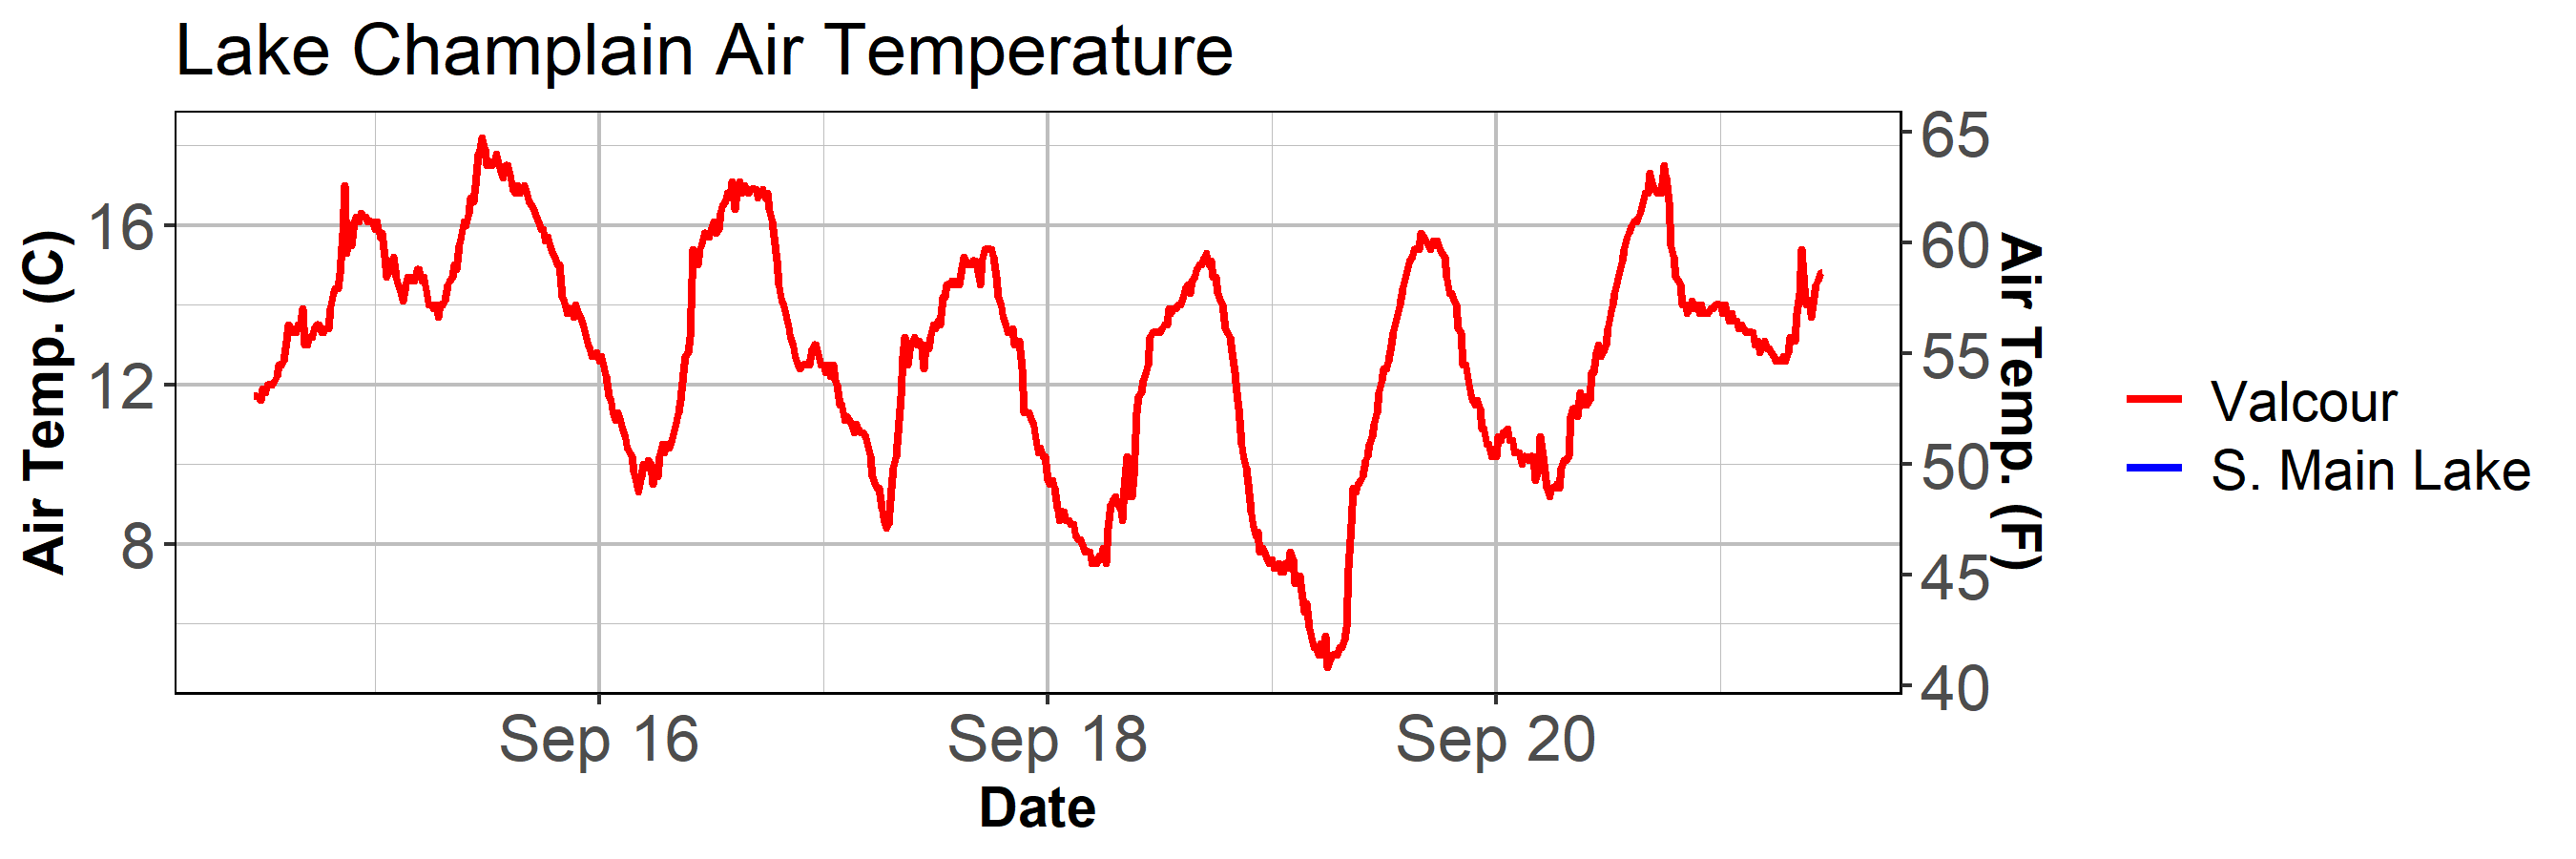 Lake Champlain Air Temperature
Air Temp. (C)
16
12
8
65
60
55
50
45
40
Air Temp. (F)
Sep 16 Sep 18 Sep 20
Date
Valcour
S. Main Lake